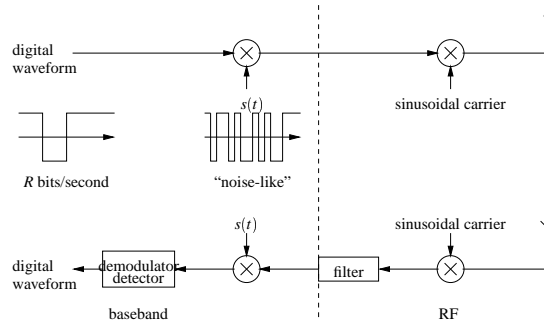 digital
waveform
s(t)
sinusoidal carrier
R bits/second
“noise-like”
s(t)
sinusoidal carrier
digital
waveform
demodulator
detector
filter
baseband
RF